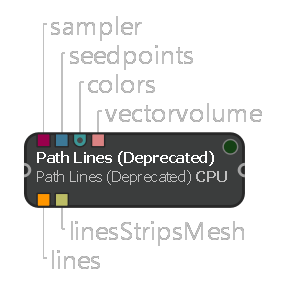 sampler
seedpoints
colors
vectorvolume
Path Lines (Deprecated)
Path Lines (Deprecated) CPU
linesStripsMesh
lines